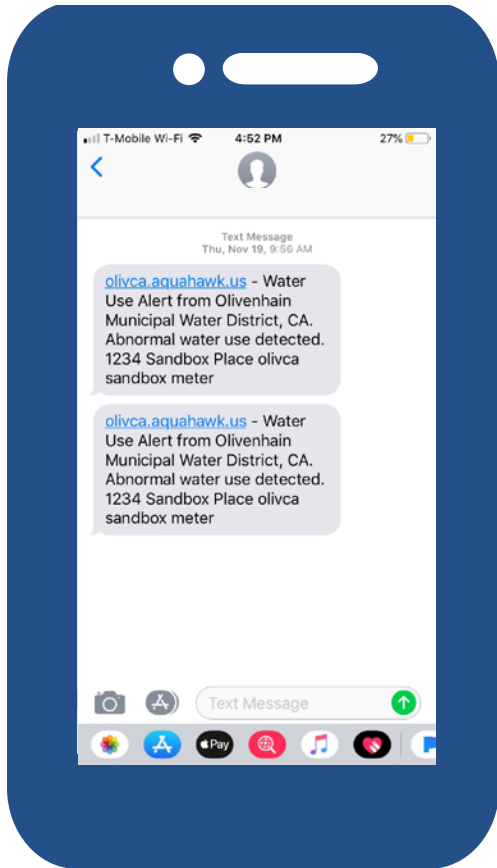 T-Mobile Wi-Fi 4:52 PM 27%
Text Message
Thu, Nov 19, 9:56 AM
olivca.aquahawk.us - Water
Use Alert from Olivenhain
Municipal Water District, CA.
Abnormal water use detected.
1234 Sandbox Place olivca
sandbox meter
olivca.aquahawk.us - Water
Use Alert from Olivenhain
Municipal Water District, CA.
Abnormal water use detected.
1234 Sandbox Place olivca
sandbox meter
Text Message
Pay